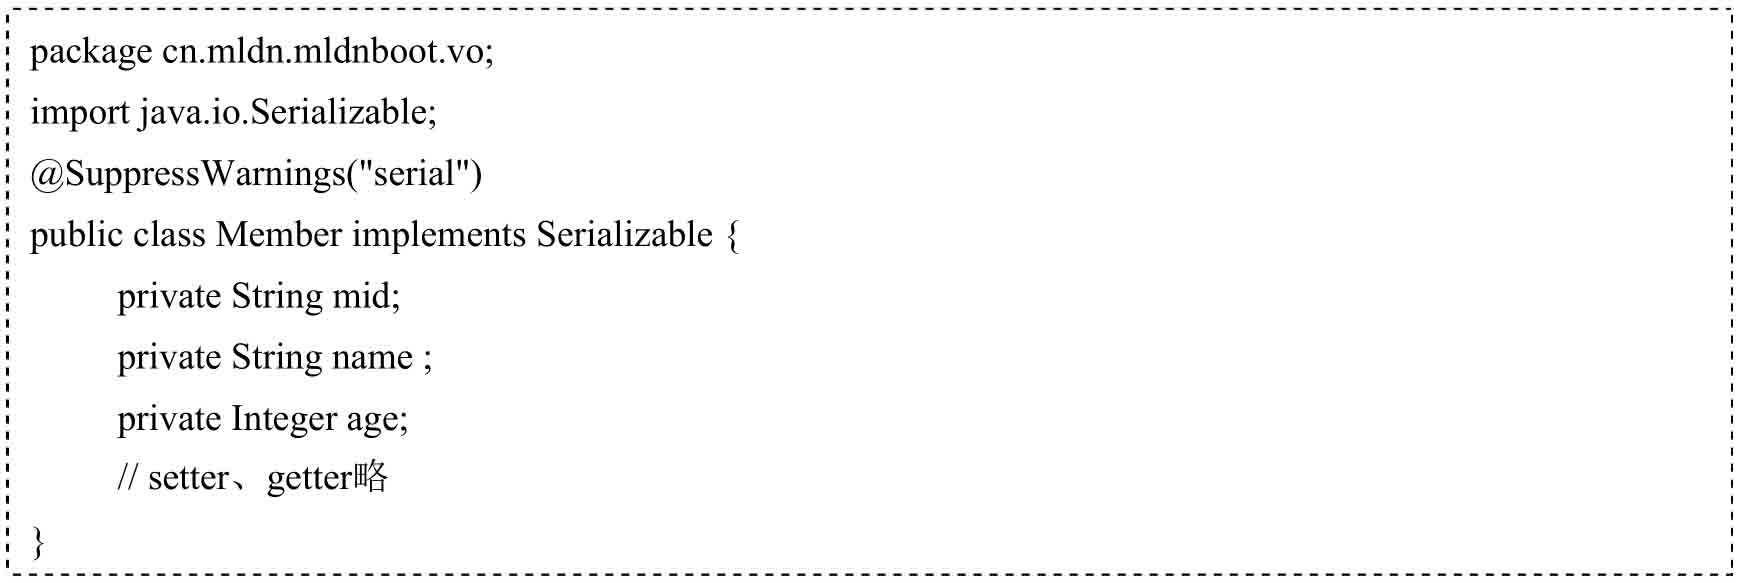 package cn.mldn.mldnboot.vo;
import java.io.Serializable;
@SuppressWarnings("serial")
public class Member implements Serializable {
private String mid;
private String name ;
private Integer age;
// setter、getter略
}